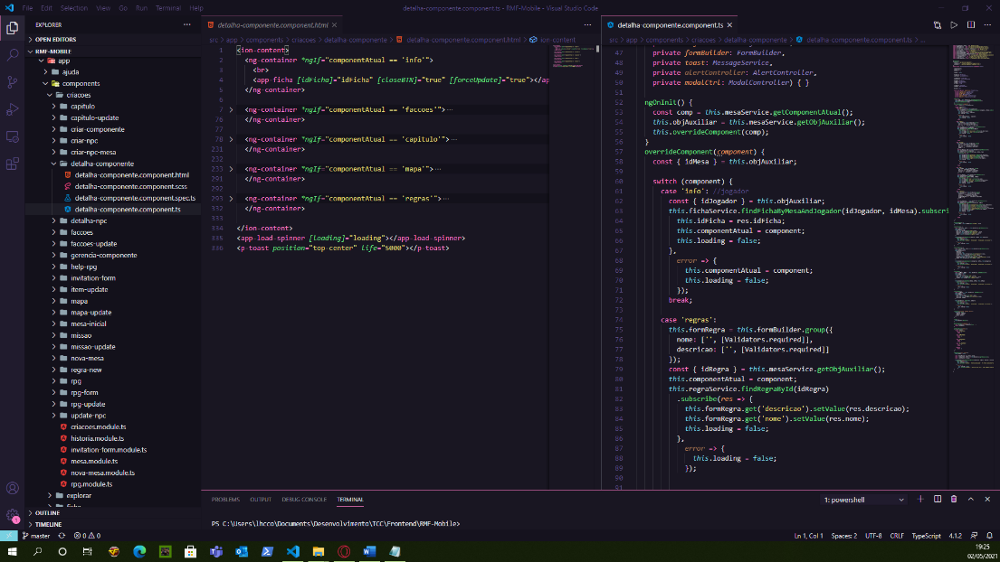 File Edit Selection View Go Run Terminal Help
detalha-componente.component.ts - RMF-Mobile - Visual Studio Code
EXPLORER
OPEN EDITORS
RMF-MOBILE
app
ajuda
components
criacoes
capitulo
capitulo-update
criar-componente
criar-npc
criar-npc-mesa
detalha-componente
detalha-componente.component.html
detalha-componente.component.scss
detalha-componente.component.spec.ts
detalha-componente.component.ts
detalha-npc
faccoes
faccoes-update
gerencia-componente
help-rpg
invitation-form
item-update
mapa
mapa-update
mesa-inicial
missao
missao-update
nova-mesa
regra-new
rpg
rpg-form
rpg-update
update-npc
criacoes.module.ts
historia.module.ts
invitation-form.module.ts
mesa.module.ts
nova-mesa.module.ts
rpg.module.ts
explorar
OUTLINE
TIMELINE
detalha-componente.component.html
src > app > components > criacoes > detalha-componente > detalha-componente.component.html > ion-content
1 <ion-content>
2 <ng-container *ngIf="componentAtual == 'info'">
3 <br>
4 <app-ficha [idFicha]="idFicha" [closeBTN]="true" [forceUpdate]="true"></ap
5 </ng-container>
6
7 <ng-container *ngIf="componentAtual == 'faccoes'">...
76 </ng-container>
77
78 <ng-container *ngIf="componentAtual == 'capitulo'">...
231 </ng-container>
232
233 <ng-container *ngIf="componentAtual == 'mapa'">...
291 </ng-container>
292
293 <ng-container *ngIf="componentAtual == 'regras'">...
332 </ng-container>
333
334 </ion-content>
335 <app-load-spinner [loading]="loading"></app-load-spinner>
336 <p-toast position="top-center" life="5000"></p-toast>
detalha-componente.component.ts
src > app > components > criacoes > detalha-componente > detalha-componente.component.ts > ...
47 private formBuilder: FormBuilder,
48 private toast: MessageService,
49 private alertController: AlertController,
50 private modalCtrl: ModalController) { }
51
52 ngOnInit() {
53 const comp = this.mesaService.getComponentAtual();
54 this.objAuxiliar = this.mesaService.getObjAuxiliar();
55 this.overrideComponent(comp);
56 }
57 overrideComponent(component) {
58 const { idMesa } = this.objAuxiliar;
59
60 switch (component) {
61 case 'info': //jogador
62 const { idJogador } = this.objAuxiliar;
63 this.fichaService.findFichaByMesaAndJogador(idJogador, idMesa).subscri
64 this.idFicha = res.idFicha;
65 this.componentAtual = component;
66 this.loading = false;
67 },
68 error => {
69 this.componentAtual = component;
70 this.loading = false;
71 });
72 break;
73
74 case 'regras':
75 this.formRegra = this.formBuilder.group({
76 nome: ['', [Validators.required]],
77 descricao: ['', [Validators.required]]
78 });
79 const { idRegra } = this.mesaService.getObjAuxiliar();
80 this.componentAtual = component;
81 this.regraService.findRegraById(idRegra)
82 .subscribe(res => {
83 this.formRegra.get('descricao').setValue(res.descricao);
84 this.formRegra.get('nome').setValue(res.nome);
85 this.loading = false;
86 },
87 error => {
88 this.loading = false;
89 });
90
PROBLEMS OUTPUT DEBUG CONSOLE TERMINAL
1: powershell
PS C:\Users\lhcco\Documents\Desenvolvimento\TCC\Frontend\RMF-Mobile>
master 0 0
Ln 1, Col 1 Spaces: 2 UTF-8 CRLF TypeScript 4.1.2
19:25
02/05/2021